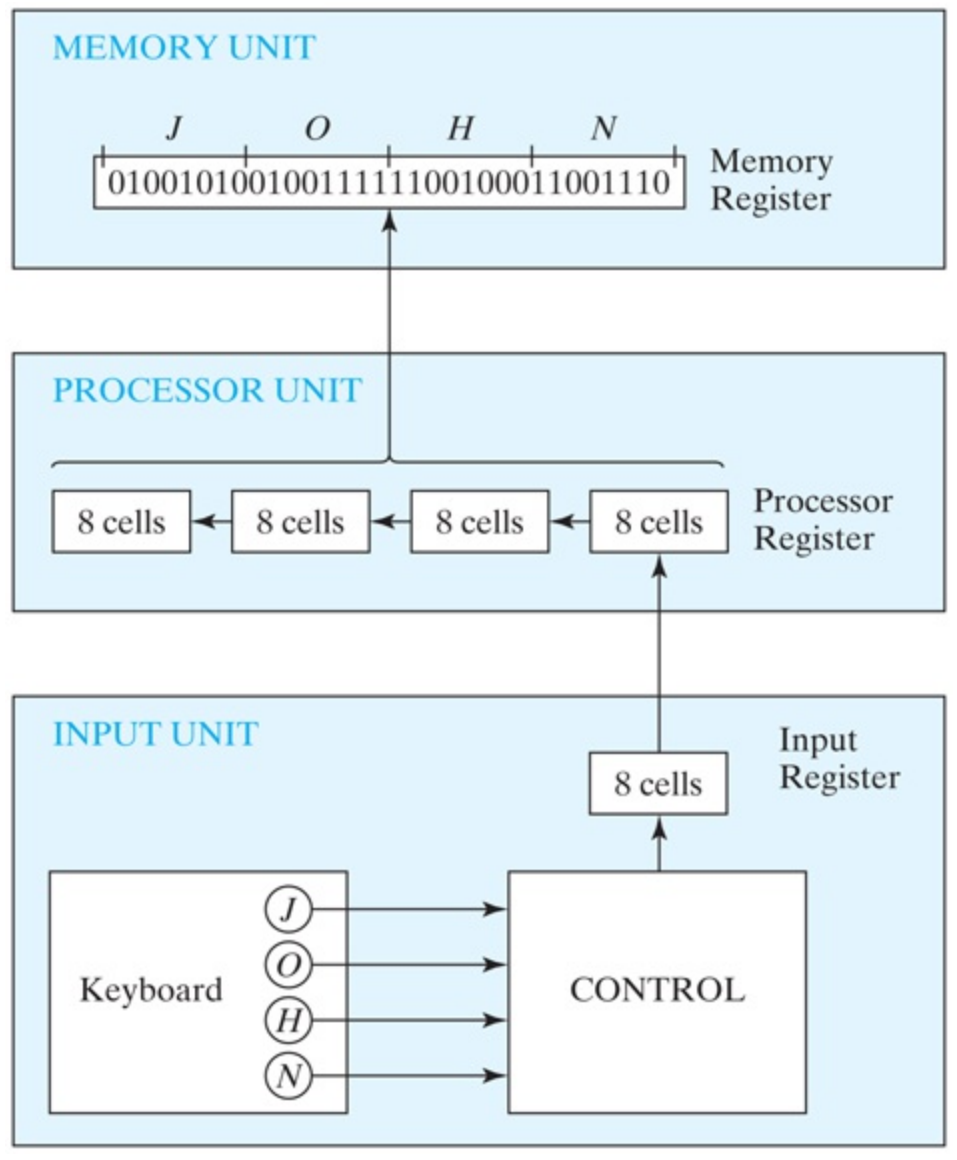 MEMORY UNIT
J O H N
01001010010011111100100011001110
Memory
Register
PROCESSOR UNIT
8 cells 8 cells 8 cells 8 cells
Processor
Register
INPUT UNIT
Input
Register
8 cells
Keyboard
J
O
H
N
CONTROL